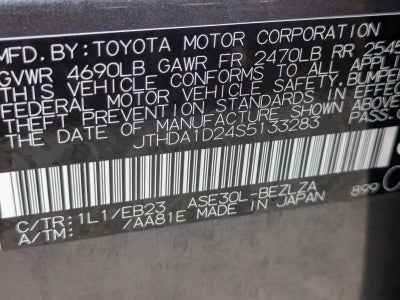 MFD. BY: TOYOTA MOTOR CORPORATION
GVWR 4690LB GAWR FR 2470LB RR 2545
THIS VEHICLE CONFORMS TO ALL APPLI
FEDERAL MOTOR VEHICLE SAFETY, BUMPER
THEFT PREVENTION STANDARDS IN EFFEC
THE DATE OF MANUFACTURE SHOWN ABOVE
JTHDA1D24S5133283 PASS.
C/TR: 1L1/EB23 ASE30L-BEZLZA
A/TM: /AA81E MADE IN JAPAN 899